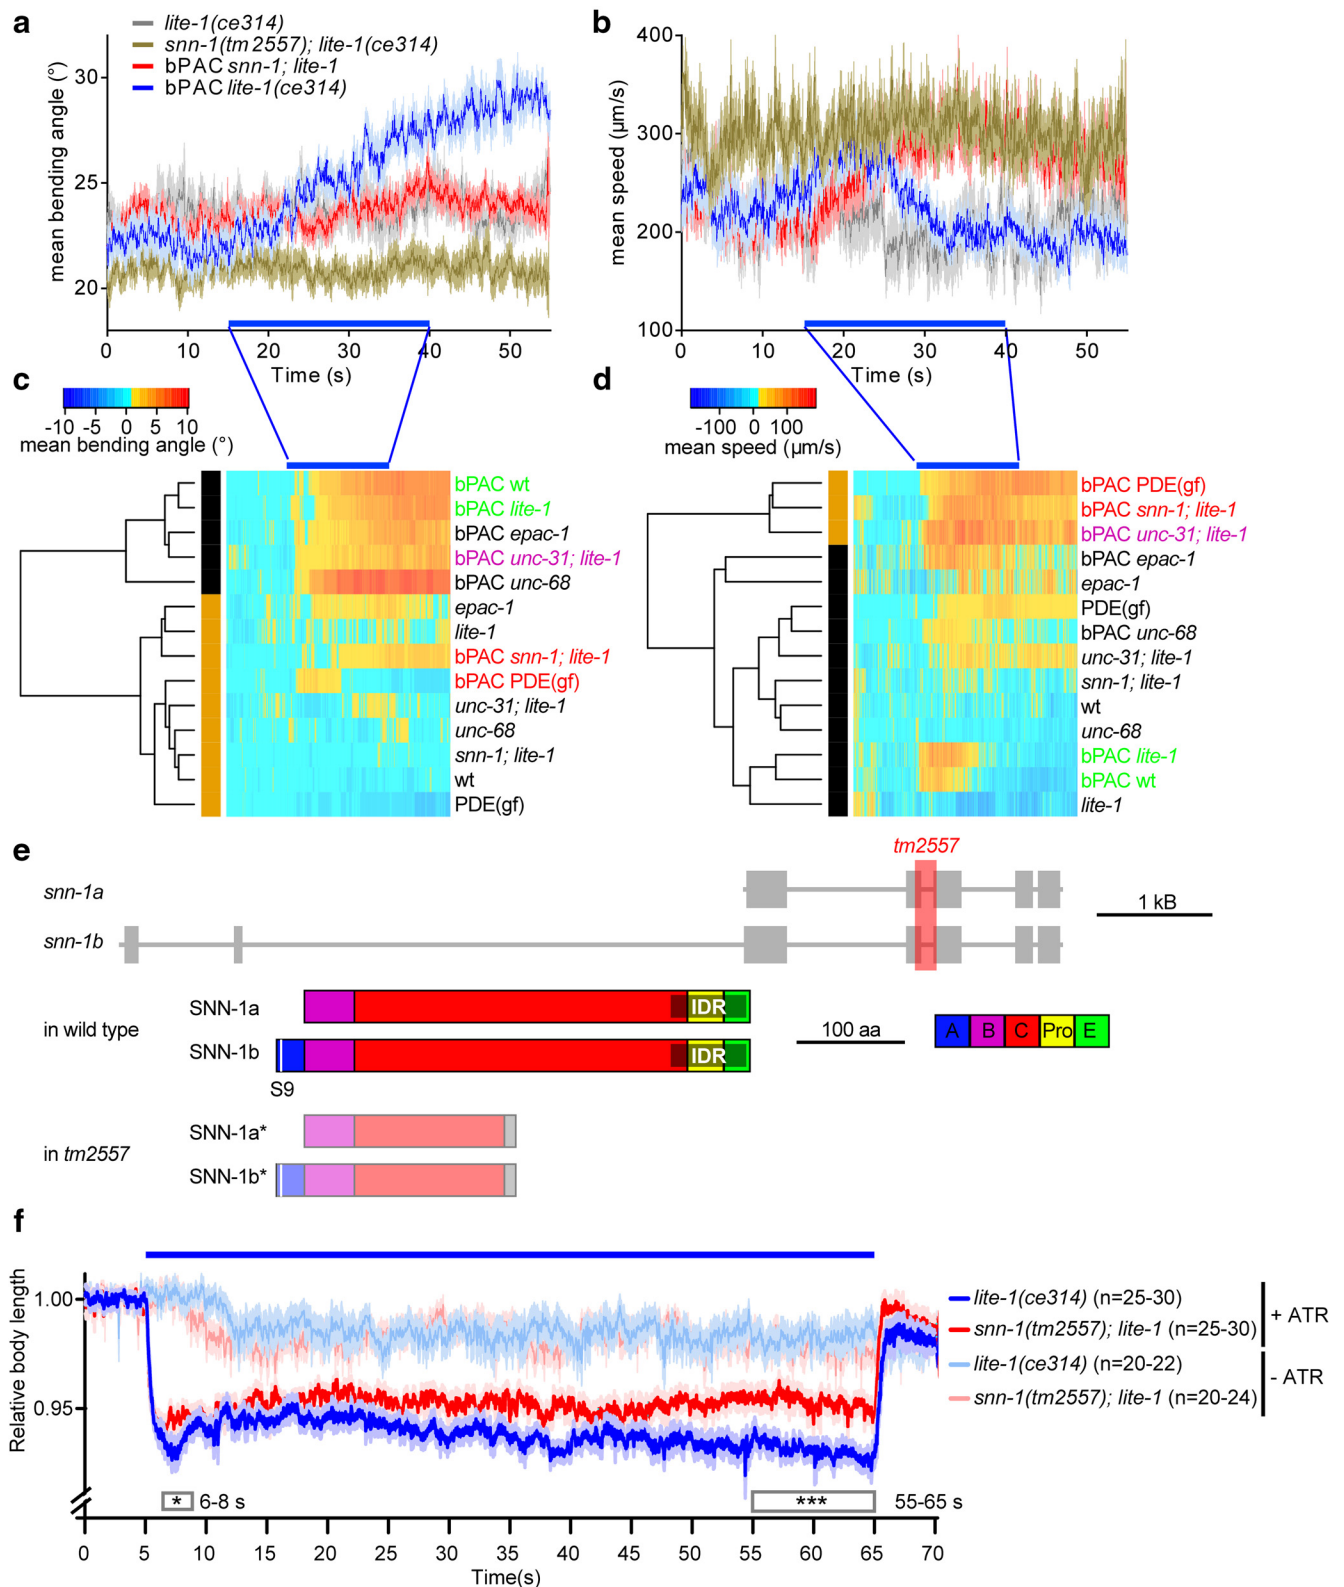 a
lite-1(ce314)
snn-1(tm2557); lite-1(ce314)
bPAC snn-1; lite-1
bPAC lite-1(ce314)
mean bending angle (°)
30
25
20
0 10 20 30 40 50
Time (s)
b
mean speed (µm/s)
400
300
200
100
0 10 20 30 40 50
Time (s)
c
-10 -5 0 5 10
mean bending angle (°)
bPAC wt
bPAC lite-1
bPAC epac-1
bPAC unc-31; lite-1
bPAC unc-68
epac-1
lite-1
bPAC snn-1; lite-1
bPAC PDE(gf)
unc-31; lite-1
unc-68
snn-1; lite-1
wt
PDE(gf)
d
-100 0 100
mean speed (µm/s)
bPAC PDE(gf)
bPAC snn-1; lite-1
bPAC unc-31; lite-1
bPAC epac-1
epac-1
PDE(gf)
bPAC unc-68
unc-31; lite-1
snn-1; lite-1
wt
unc-68
bPAC lite-1
bPAC wt
lite-1
e
tm2557
snn-1a
snn-1b
1 kB
in wild type
SNN-1a
IDR
SNN-1b
IDR
S9
100 aa
A B C Pro E
in tm2557
SNN-1a*
SNN-1b*
f
Relative body length
1.00
0.95
* 6-8 s
*** 55-65 s
0 5 10 15 20 25 30 35 40 45 50 55 60 65 70
Time(s)
lite-1(ce314) (n=25-30)
snn-1(tm2557); lite-1 (n=25-30)
+ ATR
lite-1(ce314) (n=20-22)
snn-1(tm2557); lite-1 (n=20-24)
- ATR